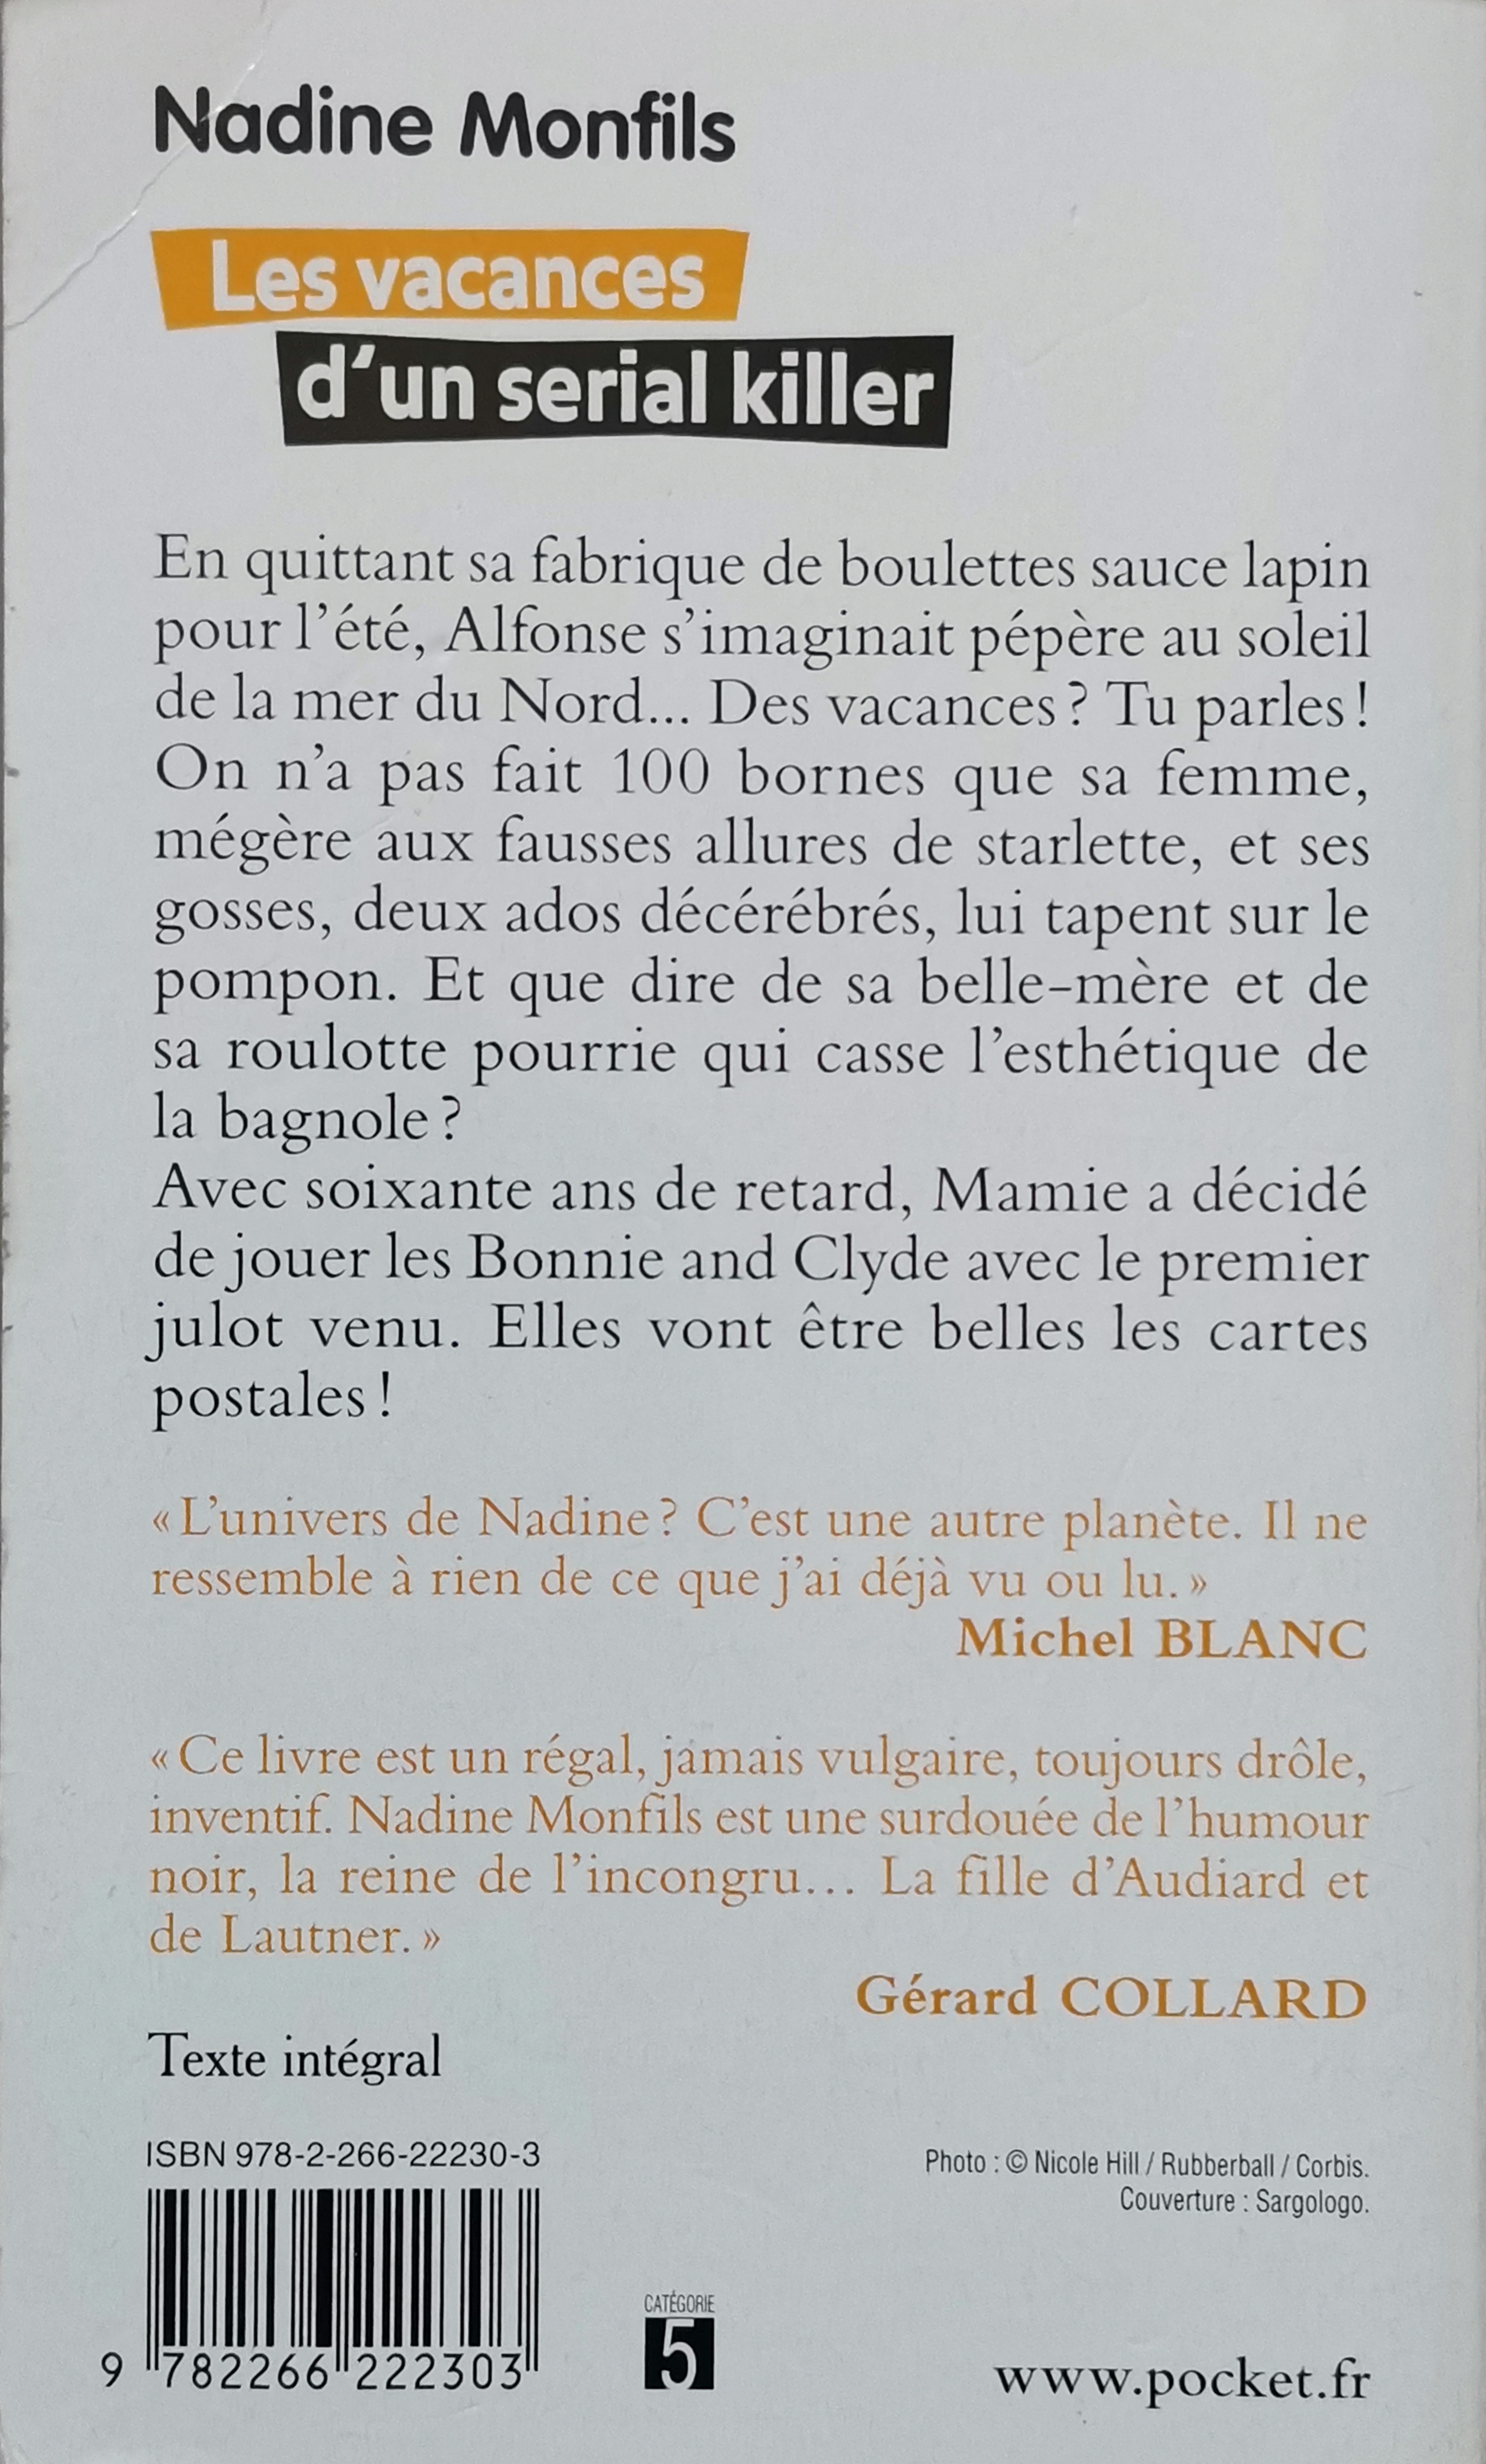 Nadine Monfils
Les vacances
d'un serial killer
En quittant sa fabrique de boulettes sauce lapin
pour l'été, Alfonse s'imaginait pépère au soleil
de la mer du Nord... Des vacances ? Tu parles !
On n'a pas fait 100 bornes que sa femme,
mégère aux fausses allures de starlette, et ses
gosses, deux ados décérébrés, lui tapent sur le
pompon. Et que dire de sa belle-mère et de
sa roulotte pourrie qui casse l'esthétique de
la bagnole ?
Avec soixante ans de retard, Mamie a décidé
de jouer les Bonnie and Clyde avec le premier
julot venu. Elles vont être belles les cartes
postales !
« L'univers de Nadine ? C'est une autre planète. Il ne
ressemble à rien de ce que j'ai déjà vu ou lu. »
Michel BLANC
« Ce livre est un régal, jamais vulgaire, toujours drôle,
inventif. Nadine Monfils est une surdouée de l'humour
noir, la reine de l'incongru... La fille d'Audiard et
de Lautner. »
Gérard COLLARD
Texte intégral
ISBN 978-2-266-22230-3
Photo : © Nicole Hill / Rubberball / Corbis.
Couverture : Sargologo.
CATÉGORIE
5
9 782266 222303
www.pocket.fr